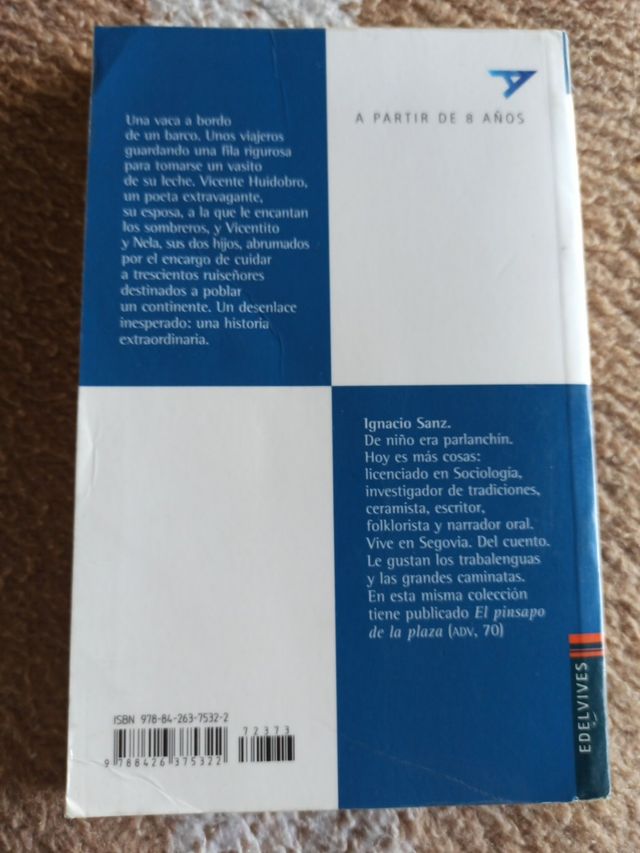 Una vaca a bordo
de un barco. Unos viajeros
guardando una fila rigurosa
para tomarse un vasito
de su leche. Vicente Huidobro,
un poeta extravagante,
su esposa, a la que le encantan
los sombreros, y Vicentito
y Nela, sus dos hijos, abrumados
por el encargo de cuidar
a trescientos ruiseñores
destinados a poblar
un continente. Un desenlace
inesperado: una historia
extraordinaria.
A PARTIR DE 8 AÑOS
Ignacio Sanz.
De niño era parlanchín.
Hoy es más cosas:
licenciado en Sociología,
investigador de tradiciones,
ceramista, escritor,
folklorista y narrador oral.
Vive en Segovia. Del cuento.
Le gustan los trabalenguas
y las grandes caminatas.
En esta misma colección
tiene publicado El pinsapo
de la plaza (ADV, 70)
ISBN 978-84-263-7532-2
72373
9 788426 375322
EDELVIVES